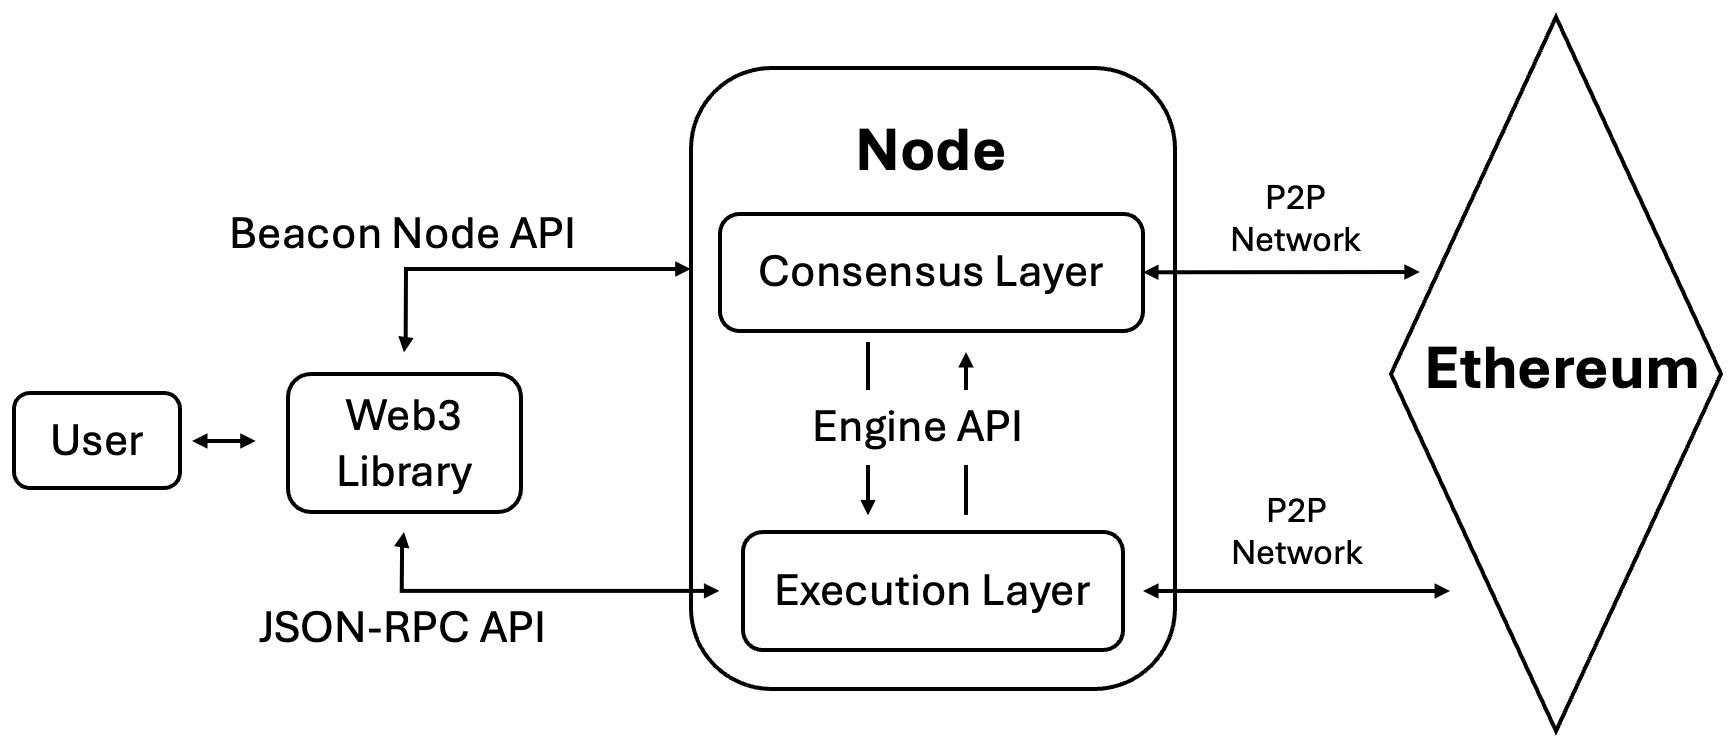 Node
Beacon Node API
Consensus Layer
P2P
Network
User
Web3
Library
Engine API
Ethereum
JSON-RPC API
Execution Layer
P2P
Network